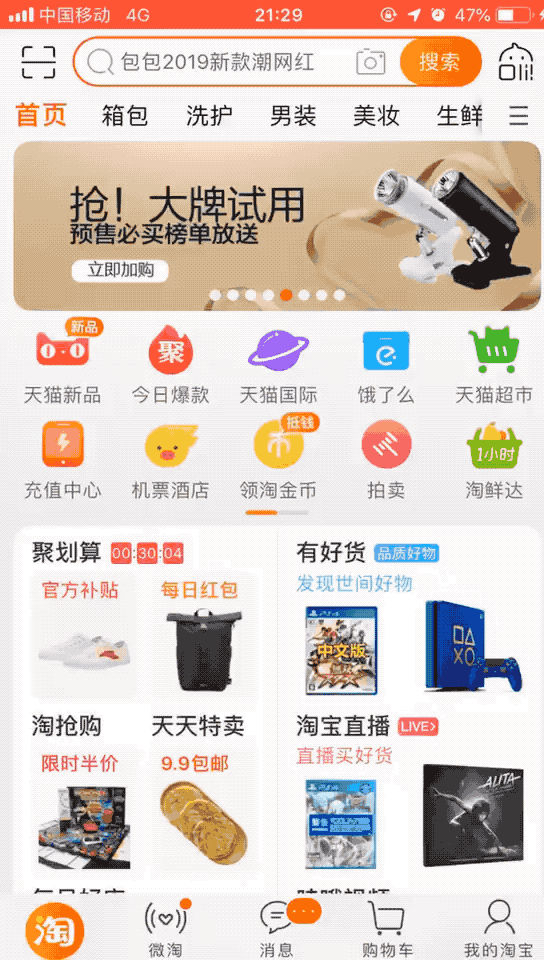 中国移动 4G 21:29 47%
包包2019新款潮网红 搜索
首页 箱包 洗护 男装 美妆 生鲜
抢！大牌试用
预售必买榜单放送
立即加购
新品
聚
天猫新品 今日爆款 天猫国际 饿了么 天猫超市
抵钱
1小时
充值中心 机票酒店 领淘金币 拍卖 淘鲜达
聚划算 00:30:04 有好货 品质好物
官方补贴 每日红包 发现世间好物
PS4
中文版
淘抢购 天天特卖 淘宝直播 LIVE>
限时半价 9.9包邮 直播买好货
PS4
ALITA
淘
微淘 消息 购物车 我的淘宝